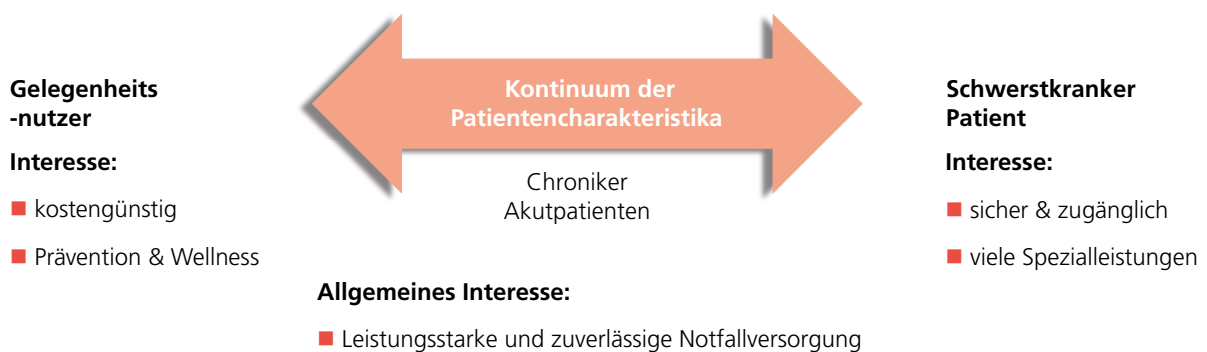 Gelegenheits
-nutzer
Interesse:
kostengünstig
Prävention & Wellness
Kontinuum der
Patientencharakteristika
Chroniker
Akutpatienten
Schwerstkranker
Patient
Interesse:
sicher & zugänglich
viele Spezialleistungen
Allgemeines Interesse:
Leistungsstarke und zuverlässige Notfallversorgung